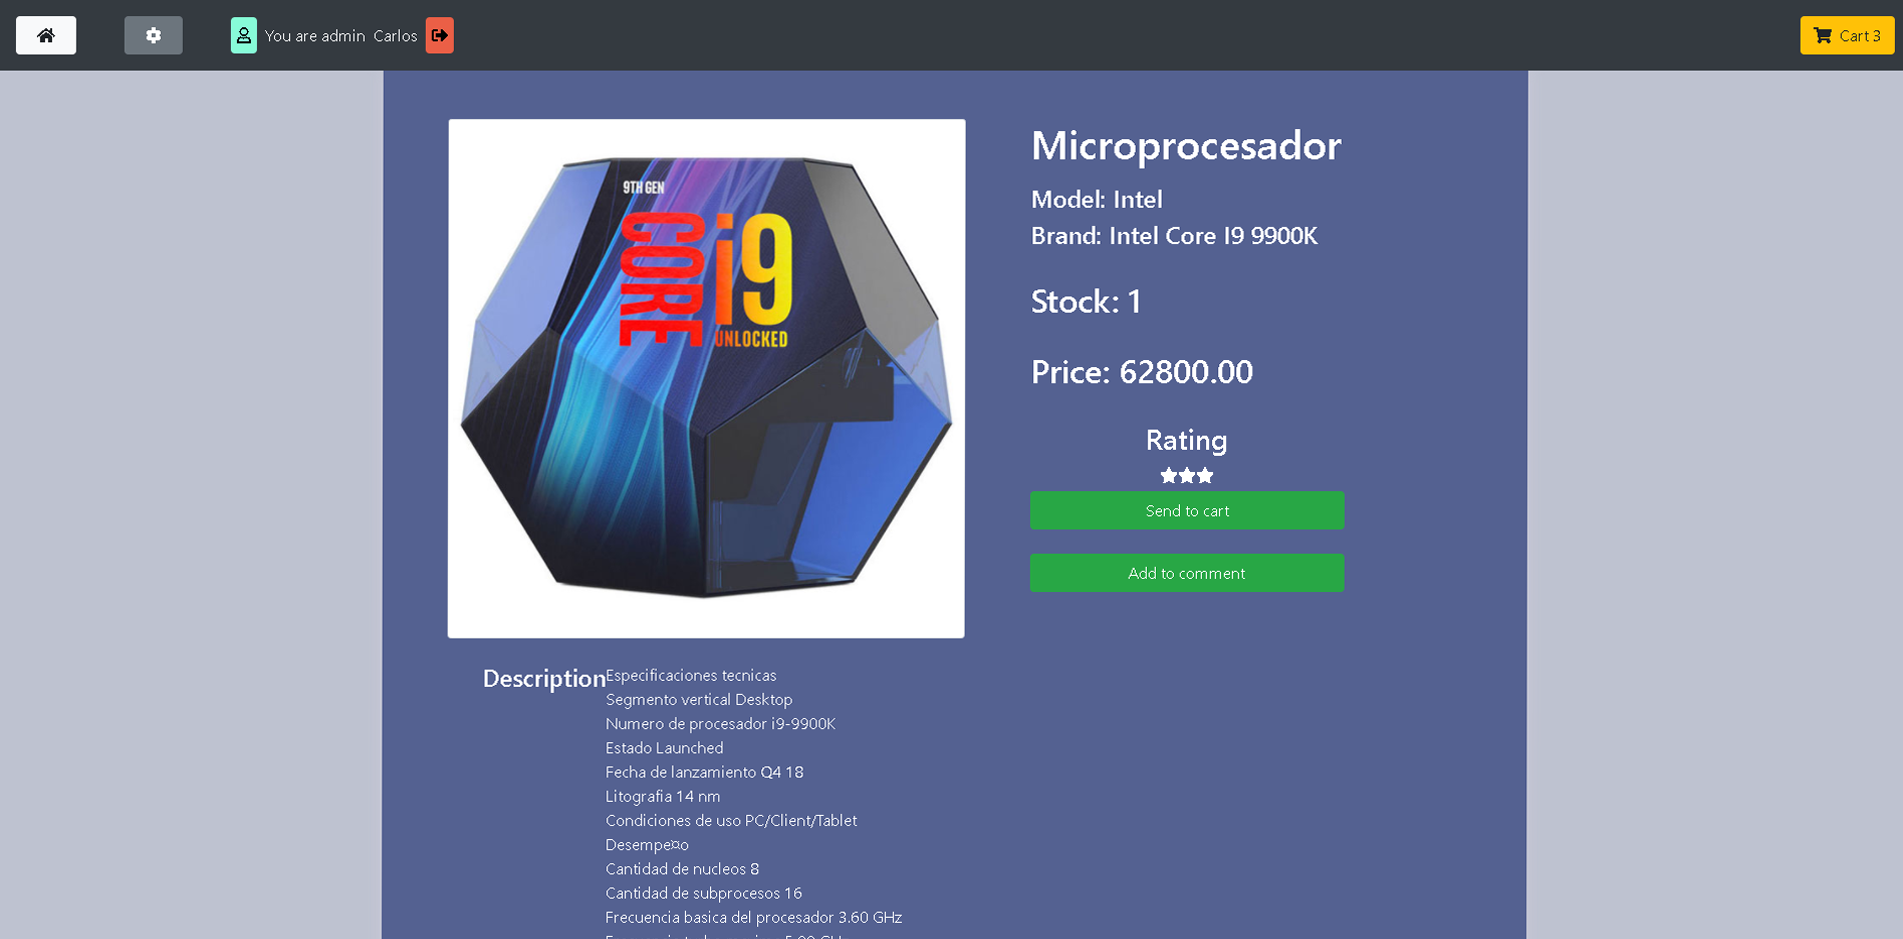 You are admin Carlos
Cart 3
9TH GEN
CORE i9
UNLOCKED
Microprocesador
Model: Intel
Brand: Intel Core I9 9900K
Stock: 1
Price: 62800.00
Rating
Send to cart
Add to comment
Description
Especificaciones tecnicas
Segmento vertical Desktop
Numero de procesador i9-9900K
Estado Launched
Fecha de lanzamiento Q4 18
Litografia 14 nm
Condiciones de uso PC/Client/Tablet
Desempe¤o
Cantidad de nucleos 8
Cantidad de subprocesos 16
Frecuencia basica del procesador 3.60 GHz